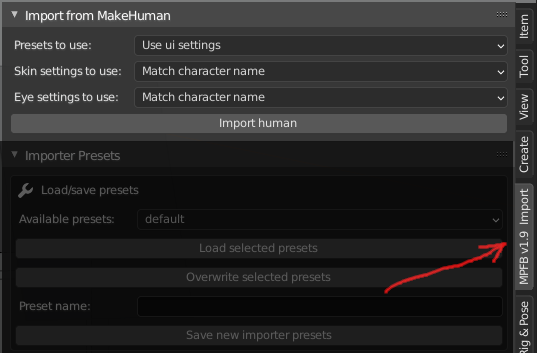 Import from MakeHuman
Presets to use: Use ui settings
Skin settings to use: Match character name
Eye settings to use: Match character name
Import human
Importer Presets
Load/save presets
Available presets: default
Load selected presets
Overwrite selected presets
Preset name:
Save new importer presets
Item
Tool
View
Create
MPFB v1.9 Import
Rig & Pose